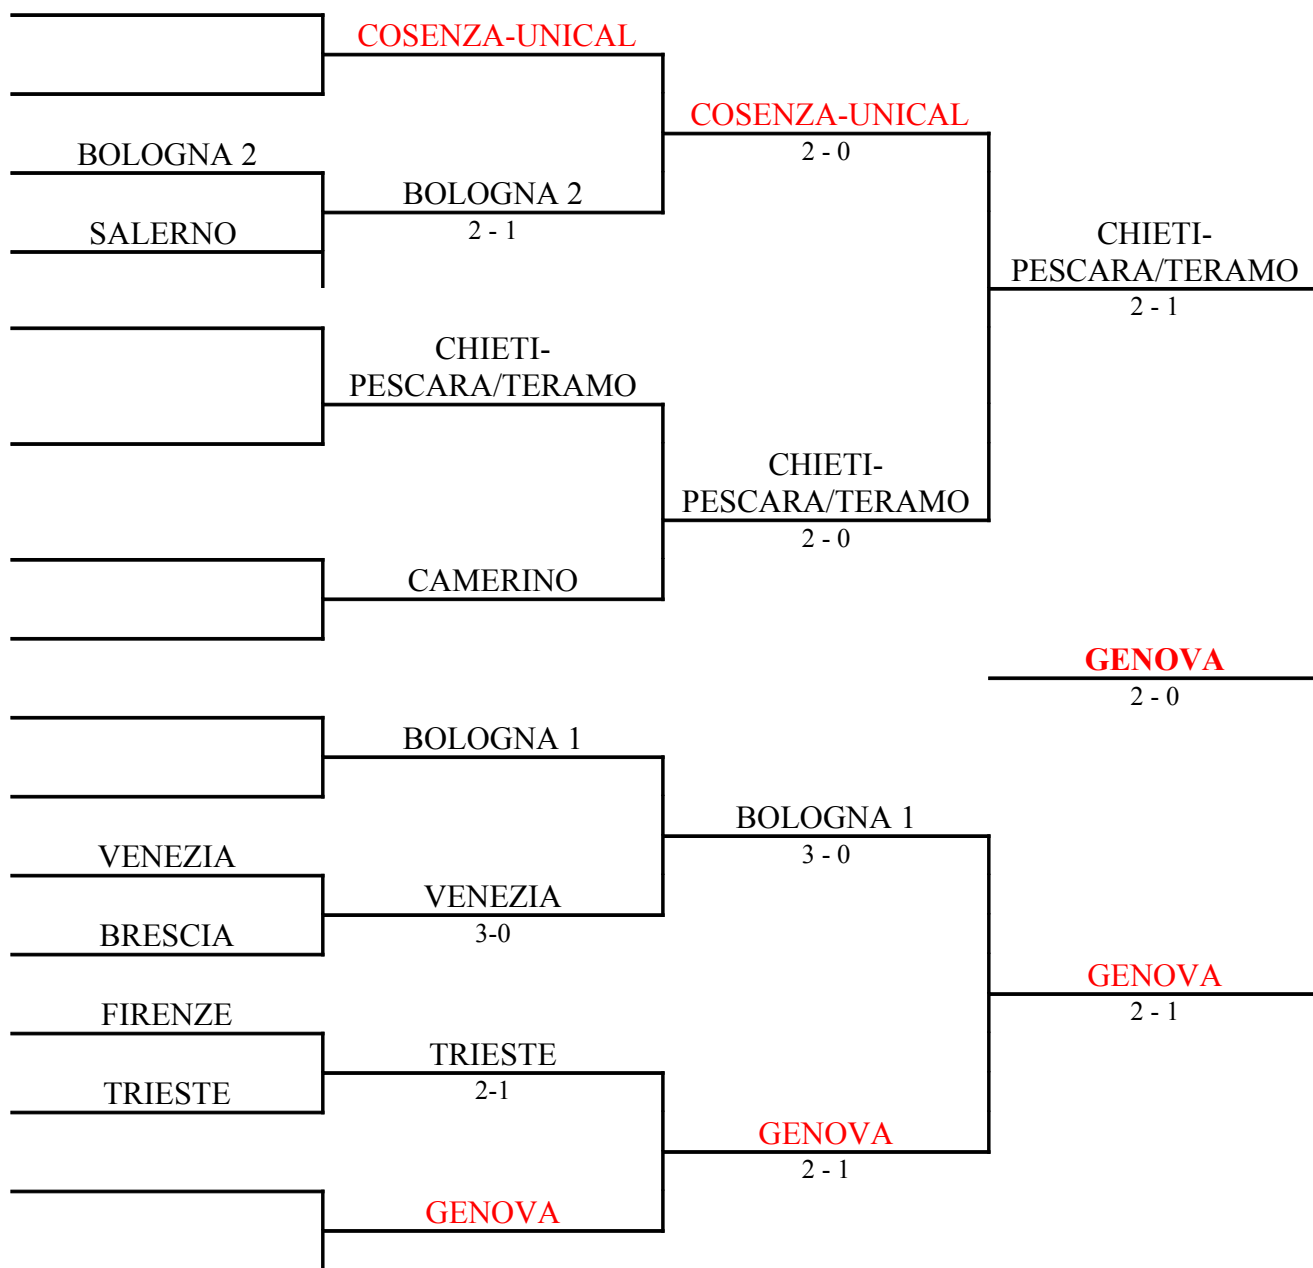 COSENZA-UNICAL
COSENZA-UNICAL
2 - 0
BOLOGNA 2
BOLOGNA 2
2 - 1
SALERNO
CHIETI-
PESCARA/TERAMO
2 - 1
CHIETI-
PESCARA/TERAMO
CHIETI-
PESCARA/TERAMO
2 - 0
CAMERINO
GENOVA
2 - 0
BOLOGNA 1
BOLOGNA 1
3 - 0
VENEZIA
VENEZIA
3-0
BRESCIA
GENOVA
2 - 1
FIRENZE
TRIESTE
2-1
TRIESTE
GENOVA
2 - 1
GENOVA